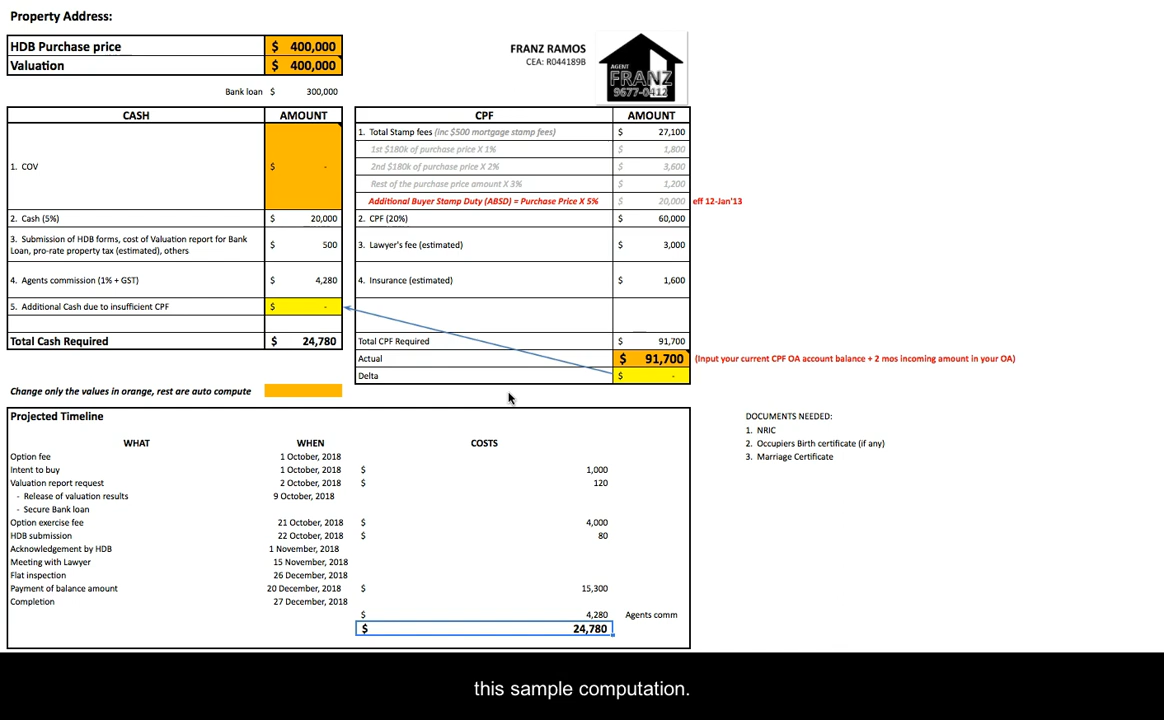 Property Address:
HDB Purchase price $ 400,000
Valuation $ 400,000
FRANZ RAMOS
CEA: R044189B
AGENT
FRANZ
9677-0412
Bank loan $ 300,000
CASH AMOUNT
1. COV $ -
2. Cash (5%) $ 20,000
3. Submission of HDB forms, cost of Valuation report for Bank
Loan, pro-rate property tax (estimated), others $ 500
4. Agents commission (1% + GST) $ 4,280
5. Additional Cash due to insufficient CPF $ -
Total Cash Required $ 24,780
CPF AMOUNT
1. Total Stamp fees (inc $500 mortgage stamp fees) $ 27,100
1st $180k of purchase price X 1% $ 1,800
2nd $180k of purchase price X 2% $ 3,600
Rest of the purchase price amount X 3% $ 1,200
Additional Buyer Stamp Duty (ABSD) = Purchase Price X 5% $ 20,000 eff 12-Jan'13
2. CPF (20%) $ 60,000
3. Lawyer's fee (estimated) $ 3,000
4. Insurance (estimated) $ 1,600
Total CPF Required $ 91,700
Actual $ 91,700 (Input your current CPF OA account balance + 2 mos incoming amount in your OA)
Delta $ -
Change only the values in orange, rest are auto compute
Projected Timeline
WHAT WHEN COSTS
Option fee 1 October, 2018
Intent to buy 1 October, 2018 $ 1,000
Valuation report request 2 October, 2018 $ 120
- Release of valuation results 9 October, 2018
- Secure Bank loan
Option exercise fee 21 October, 2018 $ 4,000
HDB submission 22 October, 2018 $ 80
Acknowledgement by HDB 1 November, 2018
Meeting with Lawyer 15 November, 2018
Flat inspection 26 December, 2018
Payment of balance amount 20 December, 2018 $ 15,300
Completion 27 December, 2018
$ 4,280 Agents comm
$ 24,780
DOCUMENTS NEEDED:
1. NRIC
2. Occupiers Birth certificate (if any)
3. Marriage Certificate
this sample computation.